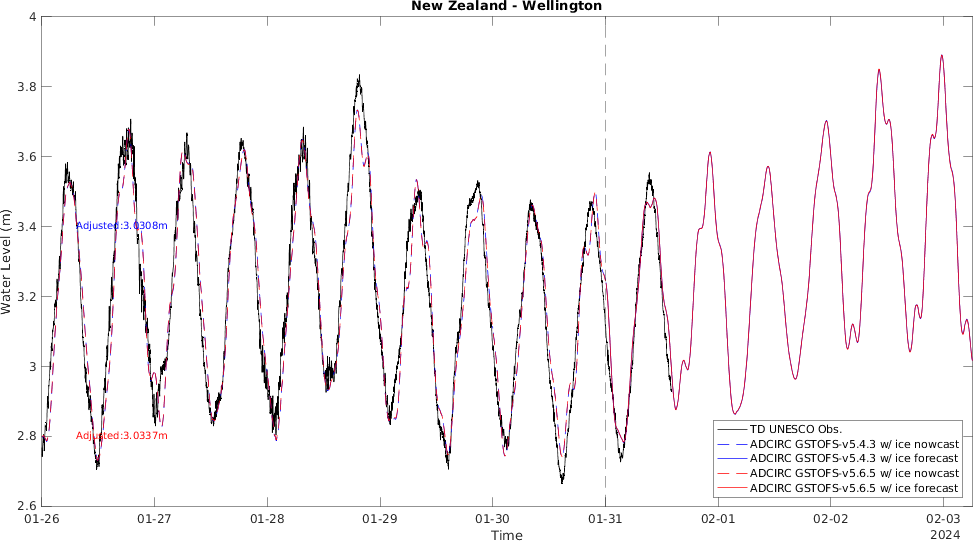 New Zealand - Wellington
4
3.8
3.6
3.4
3.2
3
2.8
2.6
Water Level (m)
Adjusted:3.0308m
Adjusted:3.0337m
TD UNESCO Obs.
ADCIRC GSTOFS-v5.4.3 w/ ice nowcast
ADCIRC GSTOFS-v5.4.3 w/ ice forecast
ADCIRC GSTOFS-v5.6.5 w/ ice nowcast
ADCIRC GSTOFS-v5.6.5 w/ ice forecast
01-26 01-27 01-28 01-29 01-30 01-31 02-01 02-02 02-03
Time 2024